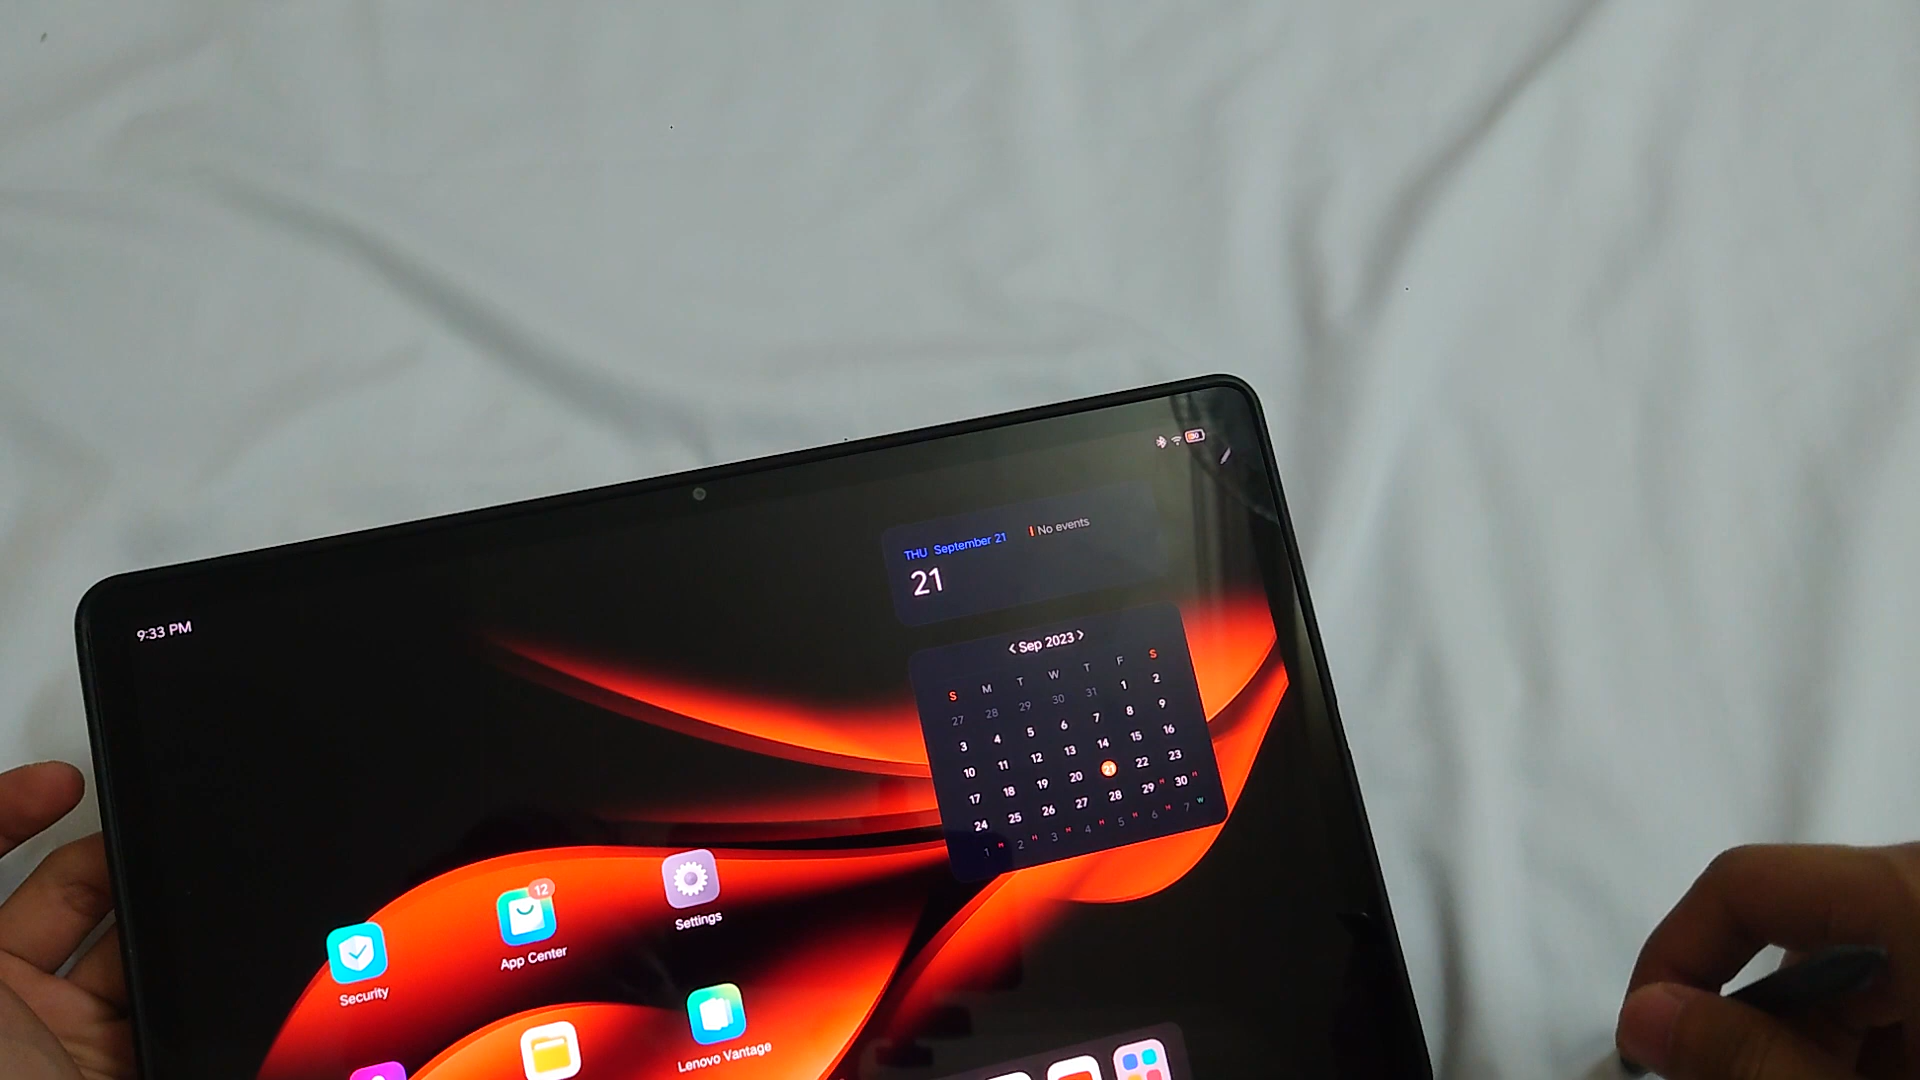 9:33 PM
THU September 21
No events
21
Sep 2023
S M T W T F S
27 28 29 30 31 1 2
3 4 5 6 7 8 9
10 11 12 13 14 15 16
17 18 19 20 21 22 23
24 25 26 27 28 29 30
1 2 3 4 5 6 7
12
Security
App Center
Settings
Lenovo Vantage